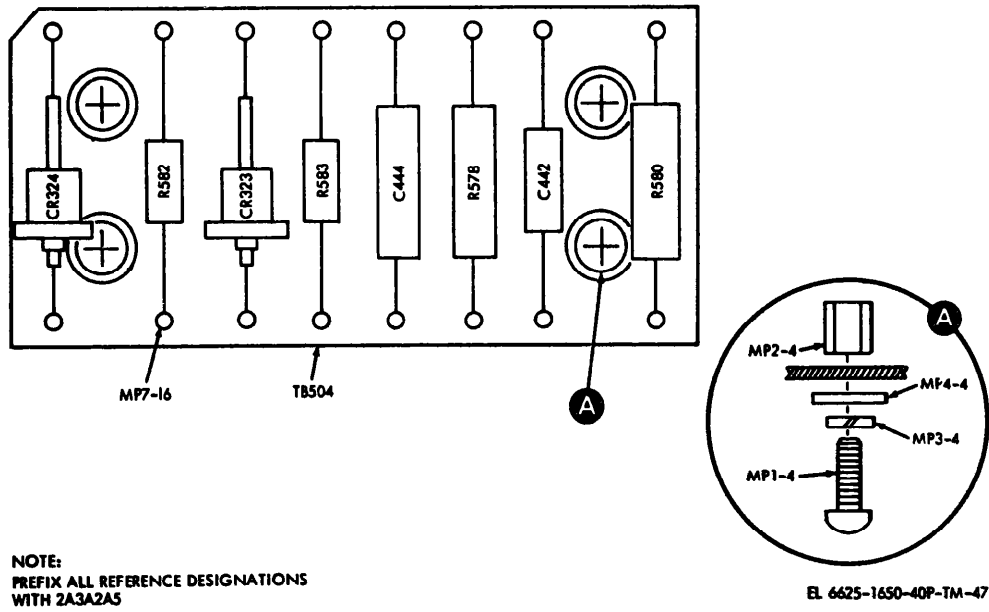 CR324
R582
CR323
R583
C444
R578
C442
R580
MP7-16
TB504
A
A
MP2-4
MP4-4
MP3-4
MP1-4
NOTE:
PREFIX ALL REFERENCE DESIGNATIONS
WITH 2A3A2A5
EL 6625-1650-40P-TM-47